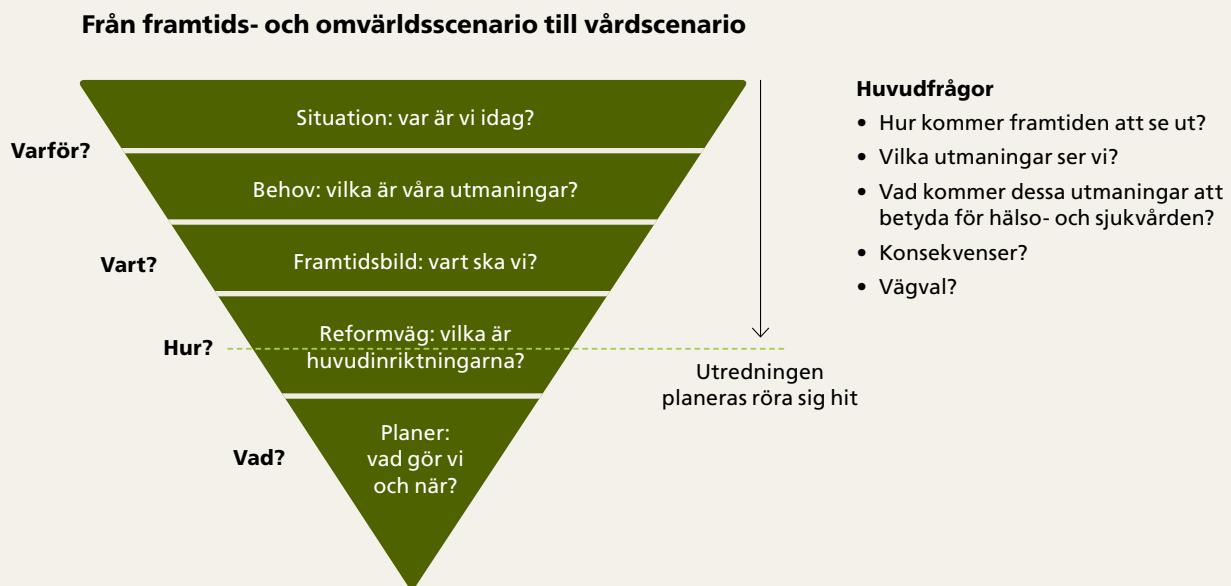 Från framtids- och omvärldsscenario till vårdscenario
Varför?
Situation: var är vi idag?
Behov: vilka är våra utmaningar?
Vart?
Framtidsbild: vart ska vi?
Hur?
Reformväg: vilka är
huvudinriktningarna?
Vad?
Planer:
vad gör vi
och när?
Utredningen
planeras röra sig hit
Huvudfrågor
• Hur kommer framtiden att se ut?
• Vilka utmaningar ser vi?
• Vad kommer dessa utmaningar att
betyda för hälso- och sjukvården?
• Konsekvenser?
• Vägval?